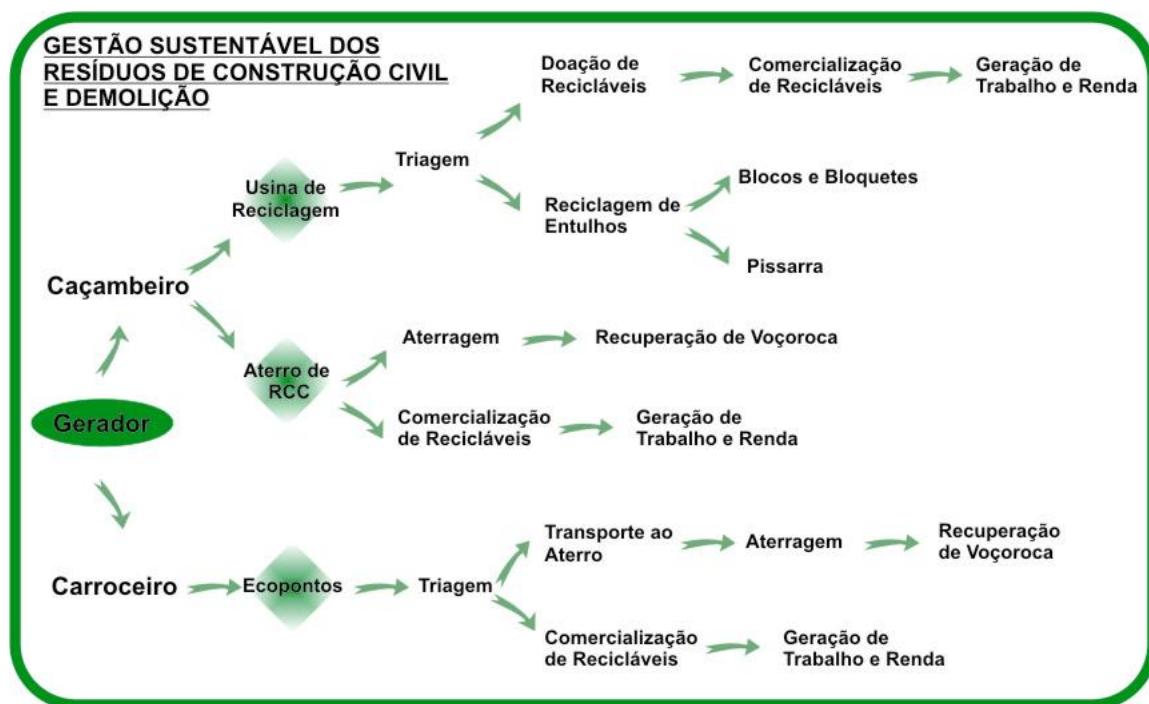 GESTÃO SUSTENTÁVEL DOS
RESÍDUOS DE CONSTRUÇÃO CIVIL
E DEMOLIÇÃO
Doação de
Recicláveis
Comercialização
de Recicláveis
Geração de
Trabalho e Renda
Triagem
Usina de
Reciclagem
Blocos e Bloquetes
Reciclagem de
Entulhos
Pissarra
Caçambeiro
Aterragem
Recuperação de Voçoroca
Aterro de
RCC
Comercialização
de Recicláveis
Geração de
Trabalho e Renda
Gerador
Carroceiro
Ecopontos
Triagem
Transporte ao
Aterro
Aterragem
Recuperação
de Voçoroca
Comercialização
de Recicláveis
Geração de
Trabalho e Renda